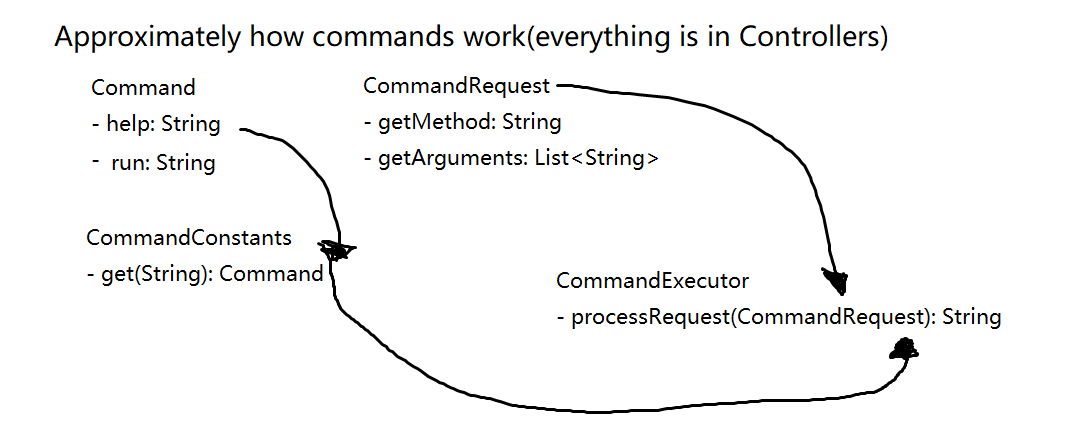 Approximately how commands work(everything is in Controllers)
Command
- help: String
- run: String
CommandRequest
- getMethod: String
- getArguments: List<String>
CommandConstants
- get(String): Command
CommandExecutor
- processRequest(CommandRequest): String